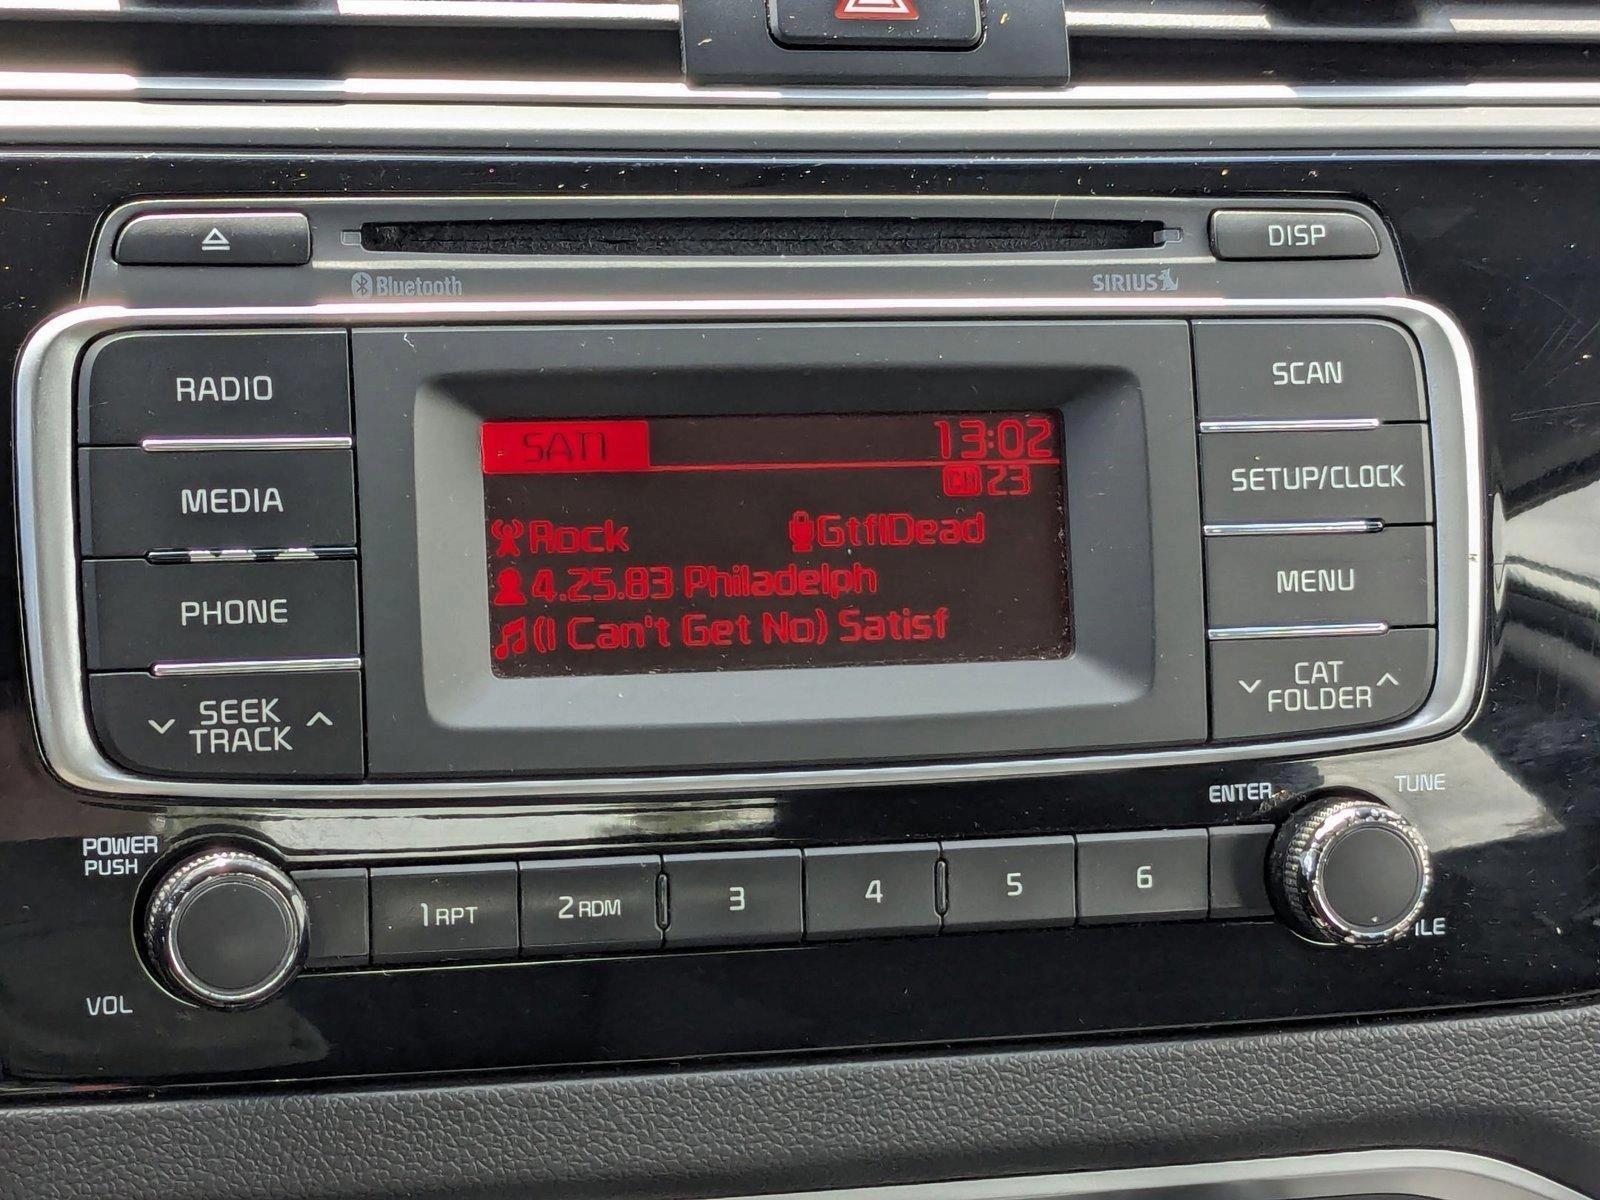 DISP
Bluetooth
SIRIUS
RADIO
MEDIA
PHONE
SEEK
TRACK
SAT1
13:02
CH 23
Rock
GtflDead
4.25.83 Philadelph
(I Can't Get No) Satisf
SCAN
SETUP/CLOCK
MENU
CAT
FOLDER
POWER
PUSH
VOL
1 RPT
2 RDM
3
4
5
6
ENTER
TUNE
ILE